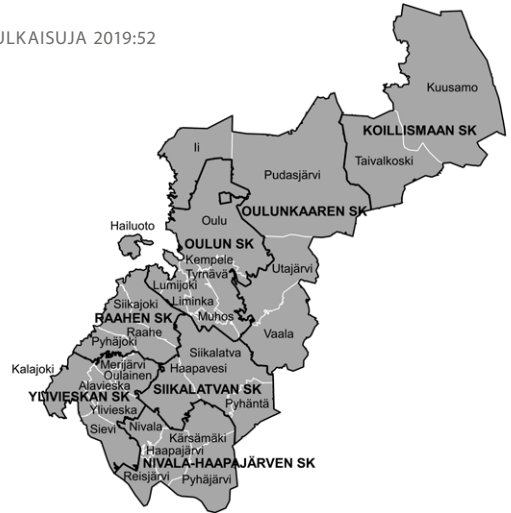 ULKAISUJA 2019:52
Kuusamo
KOILLISMAAN SK
Ii
Taivalkoski
Pudasjärvi
OULUNKAAREN SK
Oulu
Hailuoto
OULUN SK
Kempele
Tyrnävä
Utajärvi
Lumijoki
Liminka
Siikajoki
Muhos
RAAHEN SK
Raahe
Vaala
Pyhäjoki
Siikalatva
Merijärvi
Haapavesi
Kalajoki
Oulainen
Alavieska
SIIKALATVAN SK
YLIVIESKAN SK
Pyhäntä
Ylivieska
Sievi
Nivala
Kärsämäki
Haapajärvi
NIVALA-HAAPAJÄRVEN SK
Reisjärvi
Pyhäjärvi